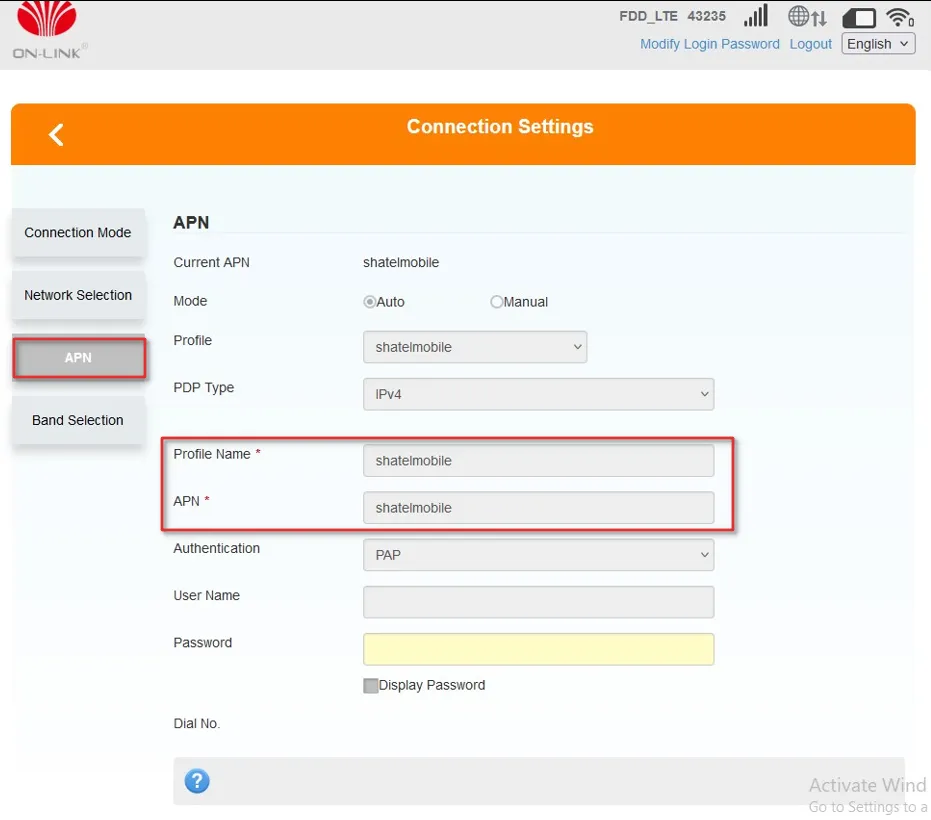 FDD_LTE 43235
ON-LINK®
Modify Login Password Logout English
Connection Settings
Connection Mode
Network Selection
APN
Band Selection
APN
Current APN shatelmobile
Mode Auto Manual
Profile shatelmobile
PDP Type IPv4
Profile Name * shatelmobile
APN * shatelmobile
Authentication PAP
User Name
Password
Display Password
Dial No.
?
Activate Wind
Go to Settings to a